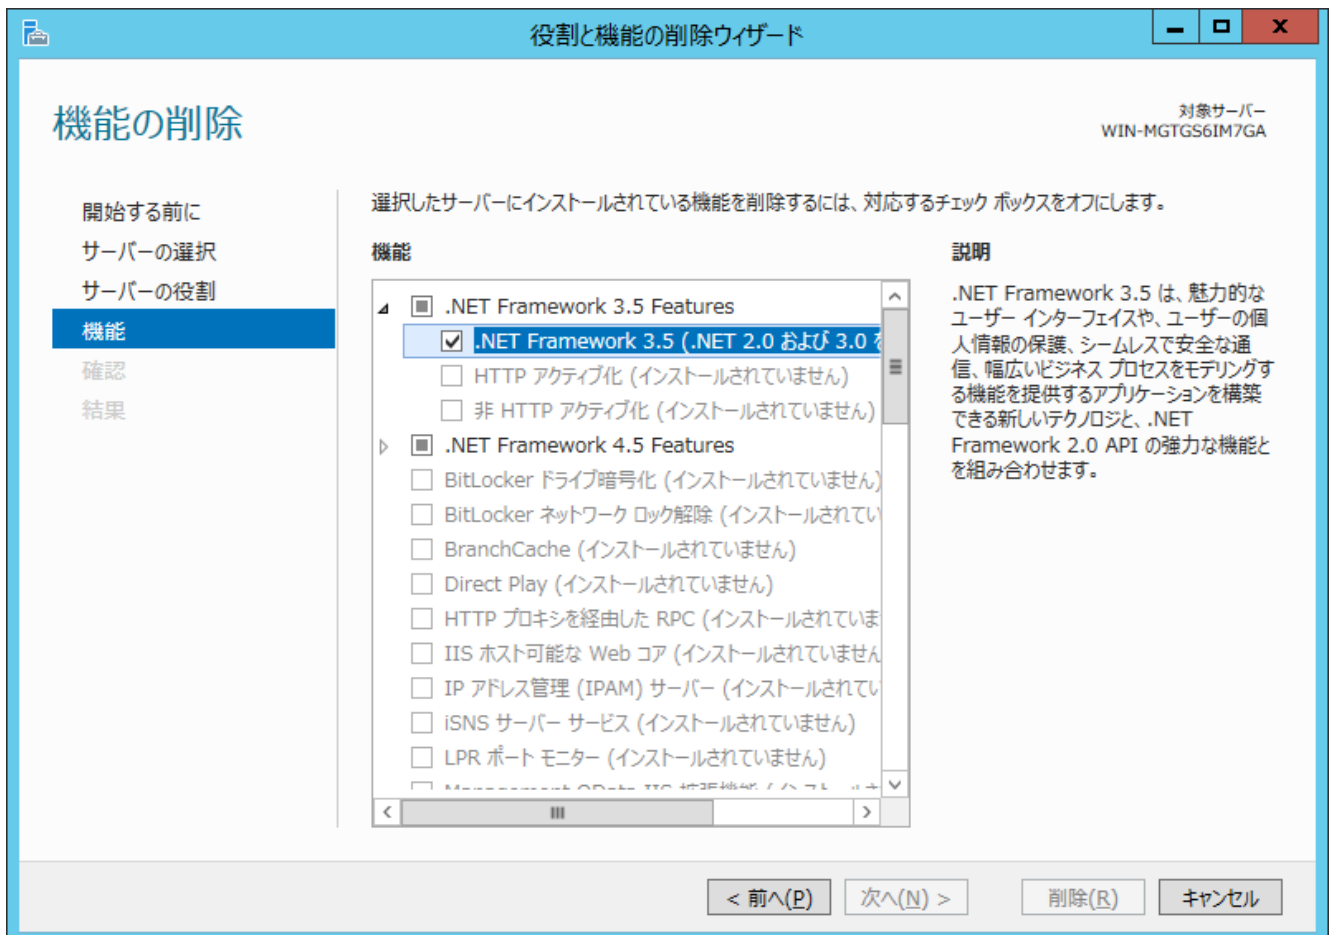 役割と機能の削除ウィザード
機能の削除
対象サーバー
WIN-MGTGS6IM7GA
開始する前に
サーバーの選択
サーバーの役割
機能
確認
結果
選択したサーバーにインストールされている機能を削除するには、対応するチェック ボックスをオフにします。
機能
.NET Framework 3.5 Features
.NET Framework 3.5 (.NET 2.0 および 3.0 を
HTTP アクティブ化 (インストールされていません)
非 HTTP アクティブ化 (インストールされていません)
.NET Framework 4.5 Features
BitLocker ドライブ暗号化 (インストールされていません)
BitLocker ネットワーク ロック解除 (インストールされてい
BranchCache (インストールされていません)
Direct Play (インストールされていません)
HTTP プロキシを経由した RPC (インストールされていま
IIS ホスト可能な Web コア (インストールされていません
IP アドレス管理 (IPAM) サーバー (インストールされてい
iSNS サーバー サービス (インストールされていません)
LPR ポート モニター (インストールされていません)
Management OData IIS 拡張機能 (インストールさ
説明
.NET Framework 3.5 は、魅力的な
ユーザー インターフェイスや、ユーザーの個
人情報の保護、シームレスで安全な通
信、幅広いビジネス プロセスをモデリングす
る機能を提供するアプリケーションを構築
できる新しいテクノロジと、.NET
Framework 2.0 API の強力な機能と
を組み合わせます。
< 前へ(P)
次へ(N) >
削除(R)
キャンセル